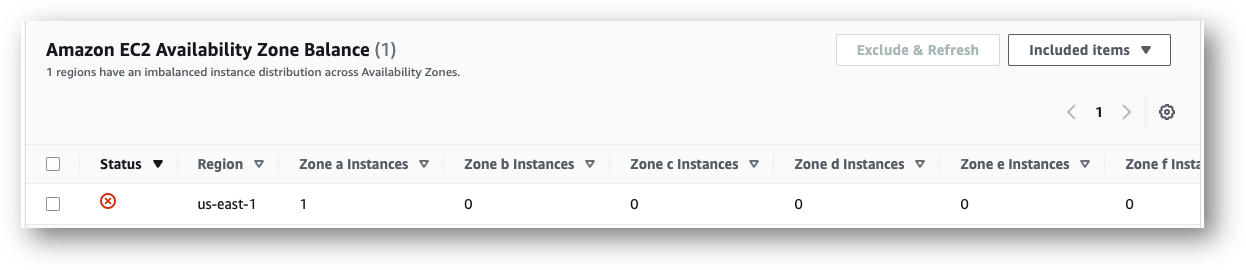 Amazon EC2 Availability Zone Balance (1)
Exclude & Refresh
Included items
1 regions have an imbalanced instance distribution across Availability Zones.
1
Status Region Zone a Instances Zone b Instances Zone c Instances Zone d Instances Zone e Instances Zone f Insta
us-east-1 1 0 0 0 0 0